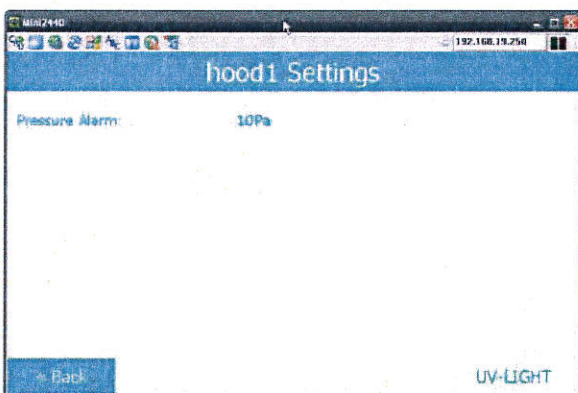 Mini2440
192.168.19.250
hood1 Settings
Pressure Alarm: 10Pa
Back
UV-LIGHT